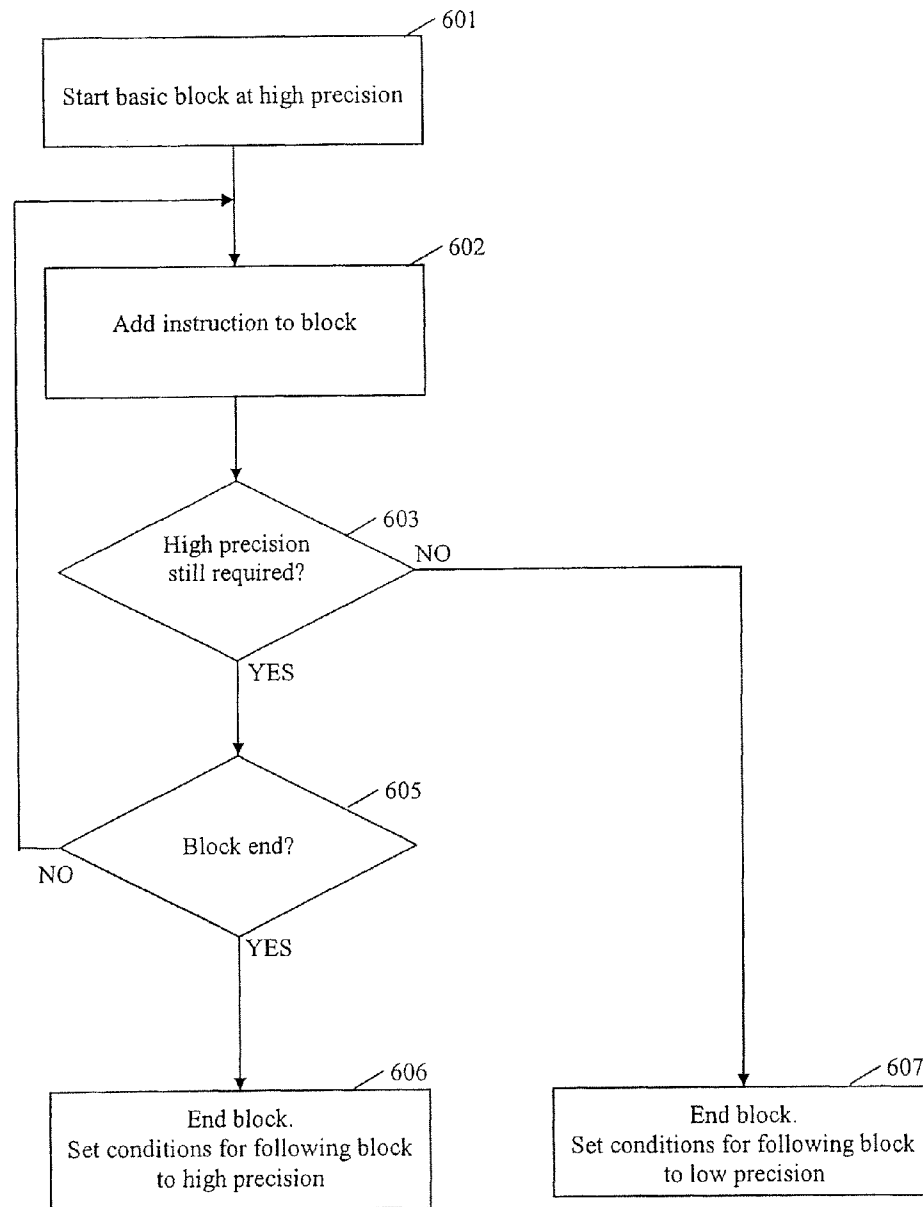 601
Start basic block at high precision
602
Add instruction to block
603
High precision
still required?
NO
YES
605
Block end?
NO
YES
606
End block.
Set conditions for following block
to high precision
607
End block.
Set conditions for following block
to low precision